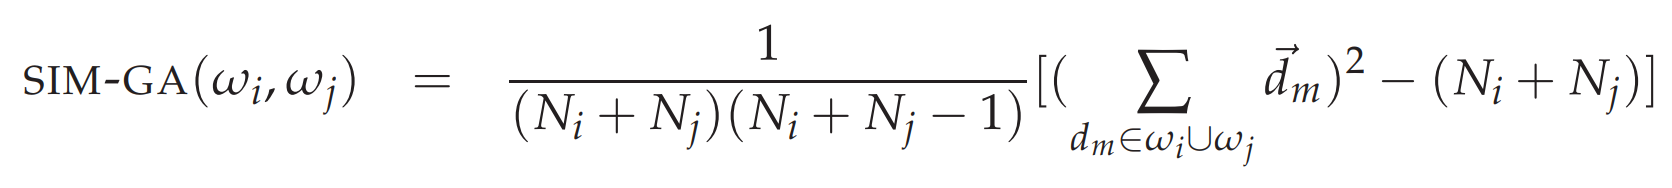 SIM-GA(ω_i, ω_j) = \frac{1}{(N_i + N_j)(N_i + N_j − 1)} [( \sum_{d_m ∈ ω_i ∪ ω_j} \vec{d}_m )^2 − (N_i + N_j)]